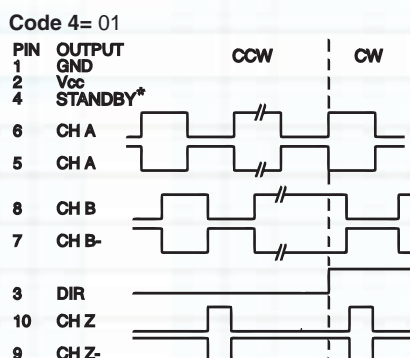 Code 4= 01
PIN OUTPUT CCW CW
1 GND
2 Vcc
4 STANDBY*
6 CH A
5 CH A
8 CH B
7 CH B-
3 DIR
10 CH Z
9 CH Z-